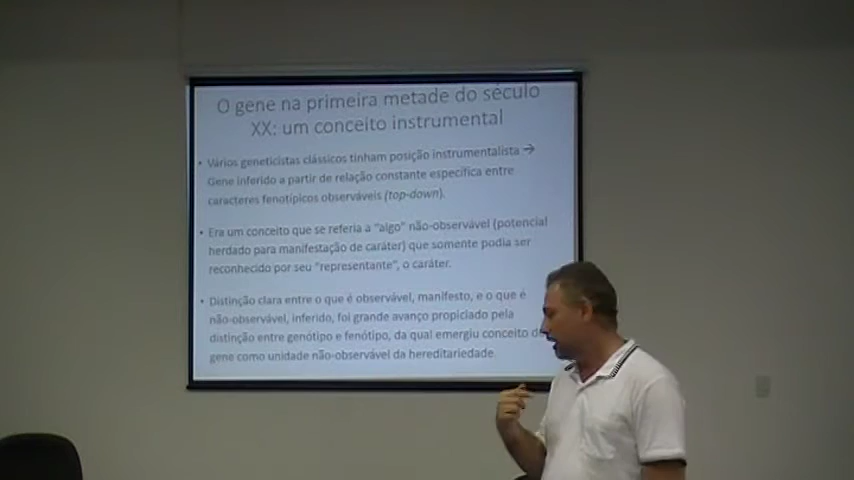 O gene na primeira metade do século
XX: um conceito instrumental
• Vários geneticistas clássicos tinham posição instrumentalista →
Gene inferido a partir de relação constante específica entre
caracteres fenotípicos observáveis (top-down).
• Era um conceito que se referia a “algo” não-observável (potencial
herdado para manifestação de caráter) que somente podia ser
reconhecido por seu “representante”, o caráter.
• Distinção clara entre o que é observável, manifesto, e o que é
não-observável, inferido, foi grande avanço propiciado pela
distinção entre genótipo e fenótipo, da qual emergiu conceito de
gene como unidade não-observável da hereditariedade.